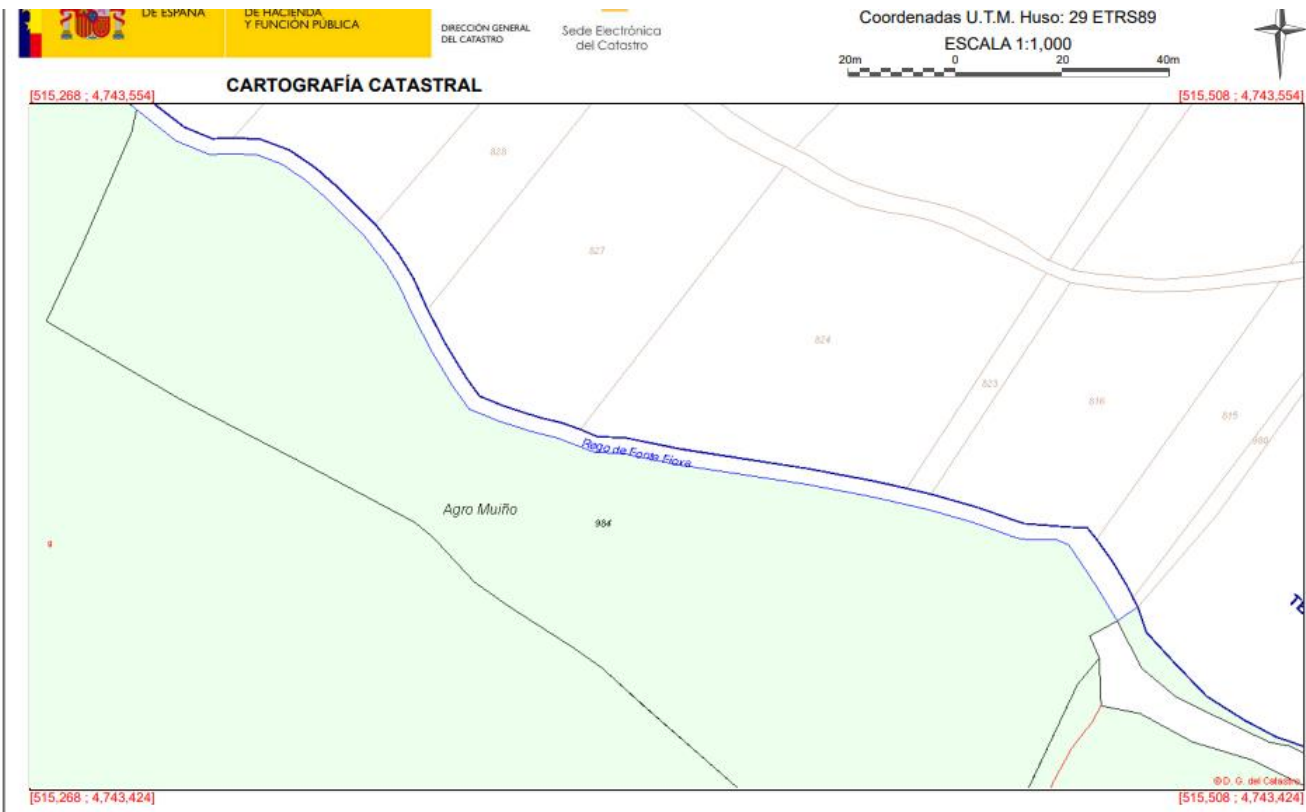 DE ESPAÑA
DE HACIENDA
Y FUNCIÓN PÚBLICA
DIRECCIÓN GENERAL
DEL CATASTRO
Sede Electrónica
del Catastro
Coordenadas U.T.M. Huso: 29 ETRS89
ESCALA 1:1,000
20m 0 20 40m
CARTOGRAFÍA CATASTRAL
[515,268 ; 4,743,554]
[515,508 ; 4,743,554]
828
827
824
823
816
815
980
Rego de Fonte Eloxe
Agro Muiño
984
g
TE
© D. G. del Catastro
[515,268 ; 4,743,424]
[515,508 ; 4,743,424]